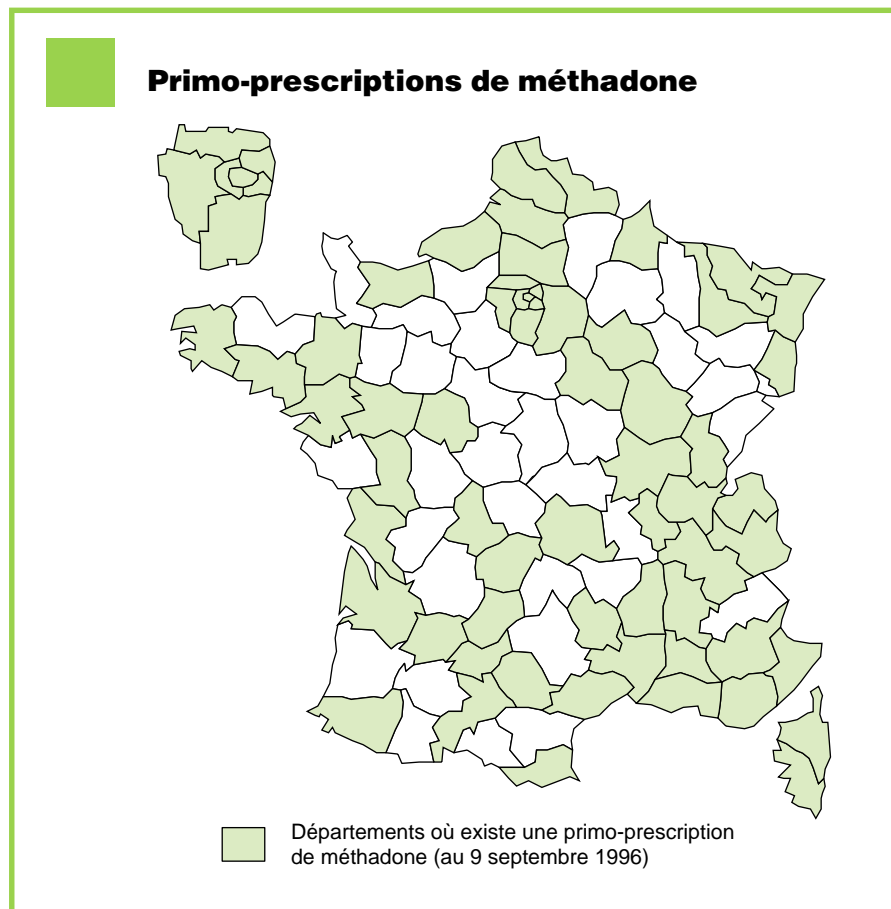 Primo-prescriptions de méthadone
Départements où existe une primo-prescription
de méthadone (au 9 septembre 1996)